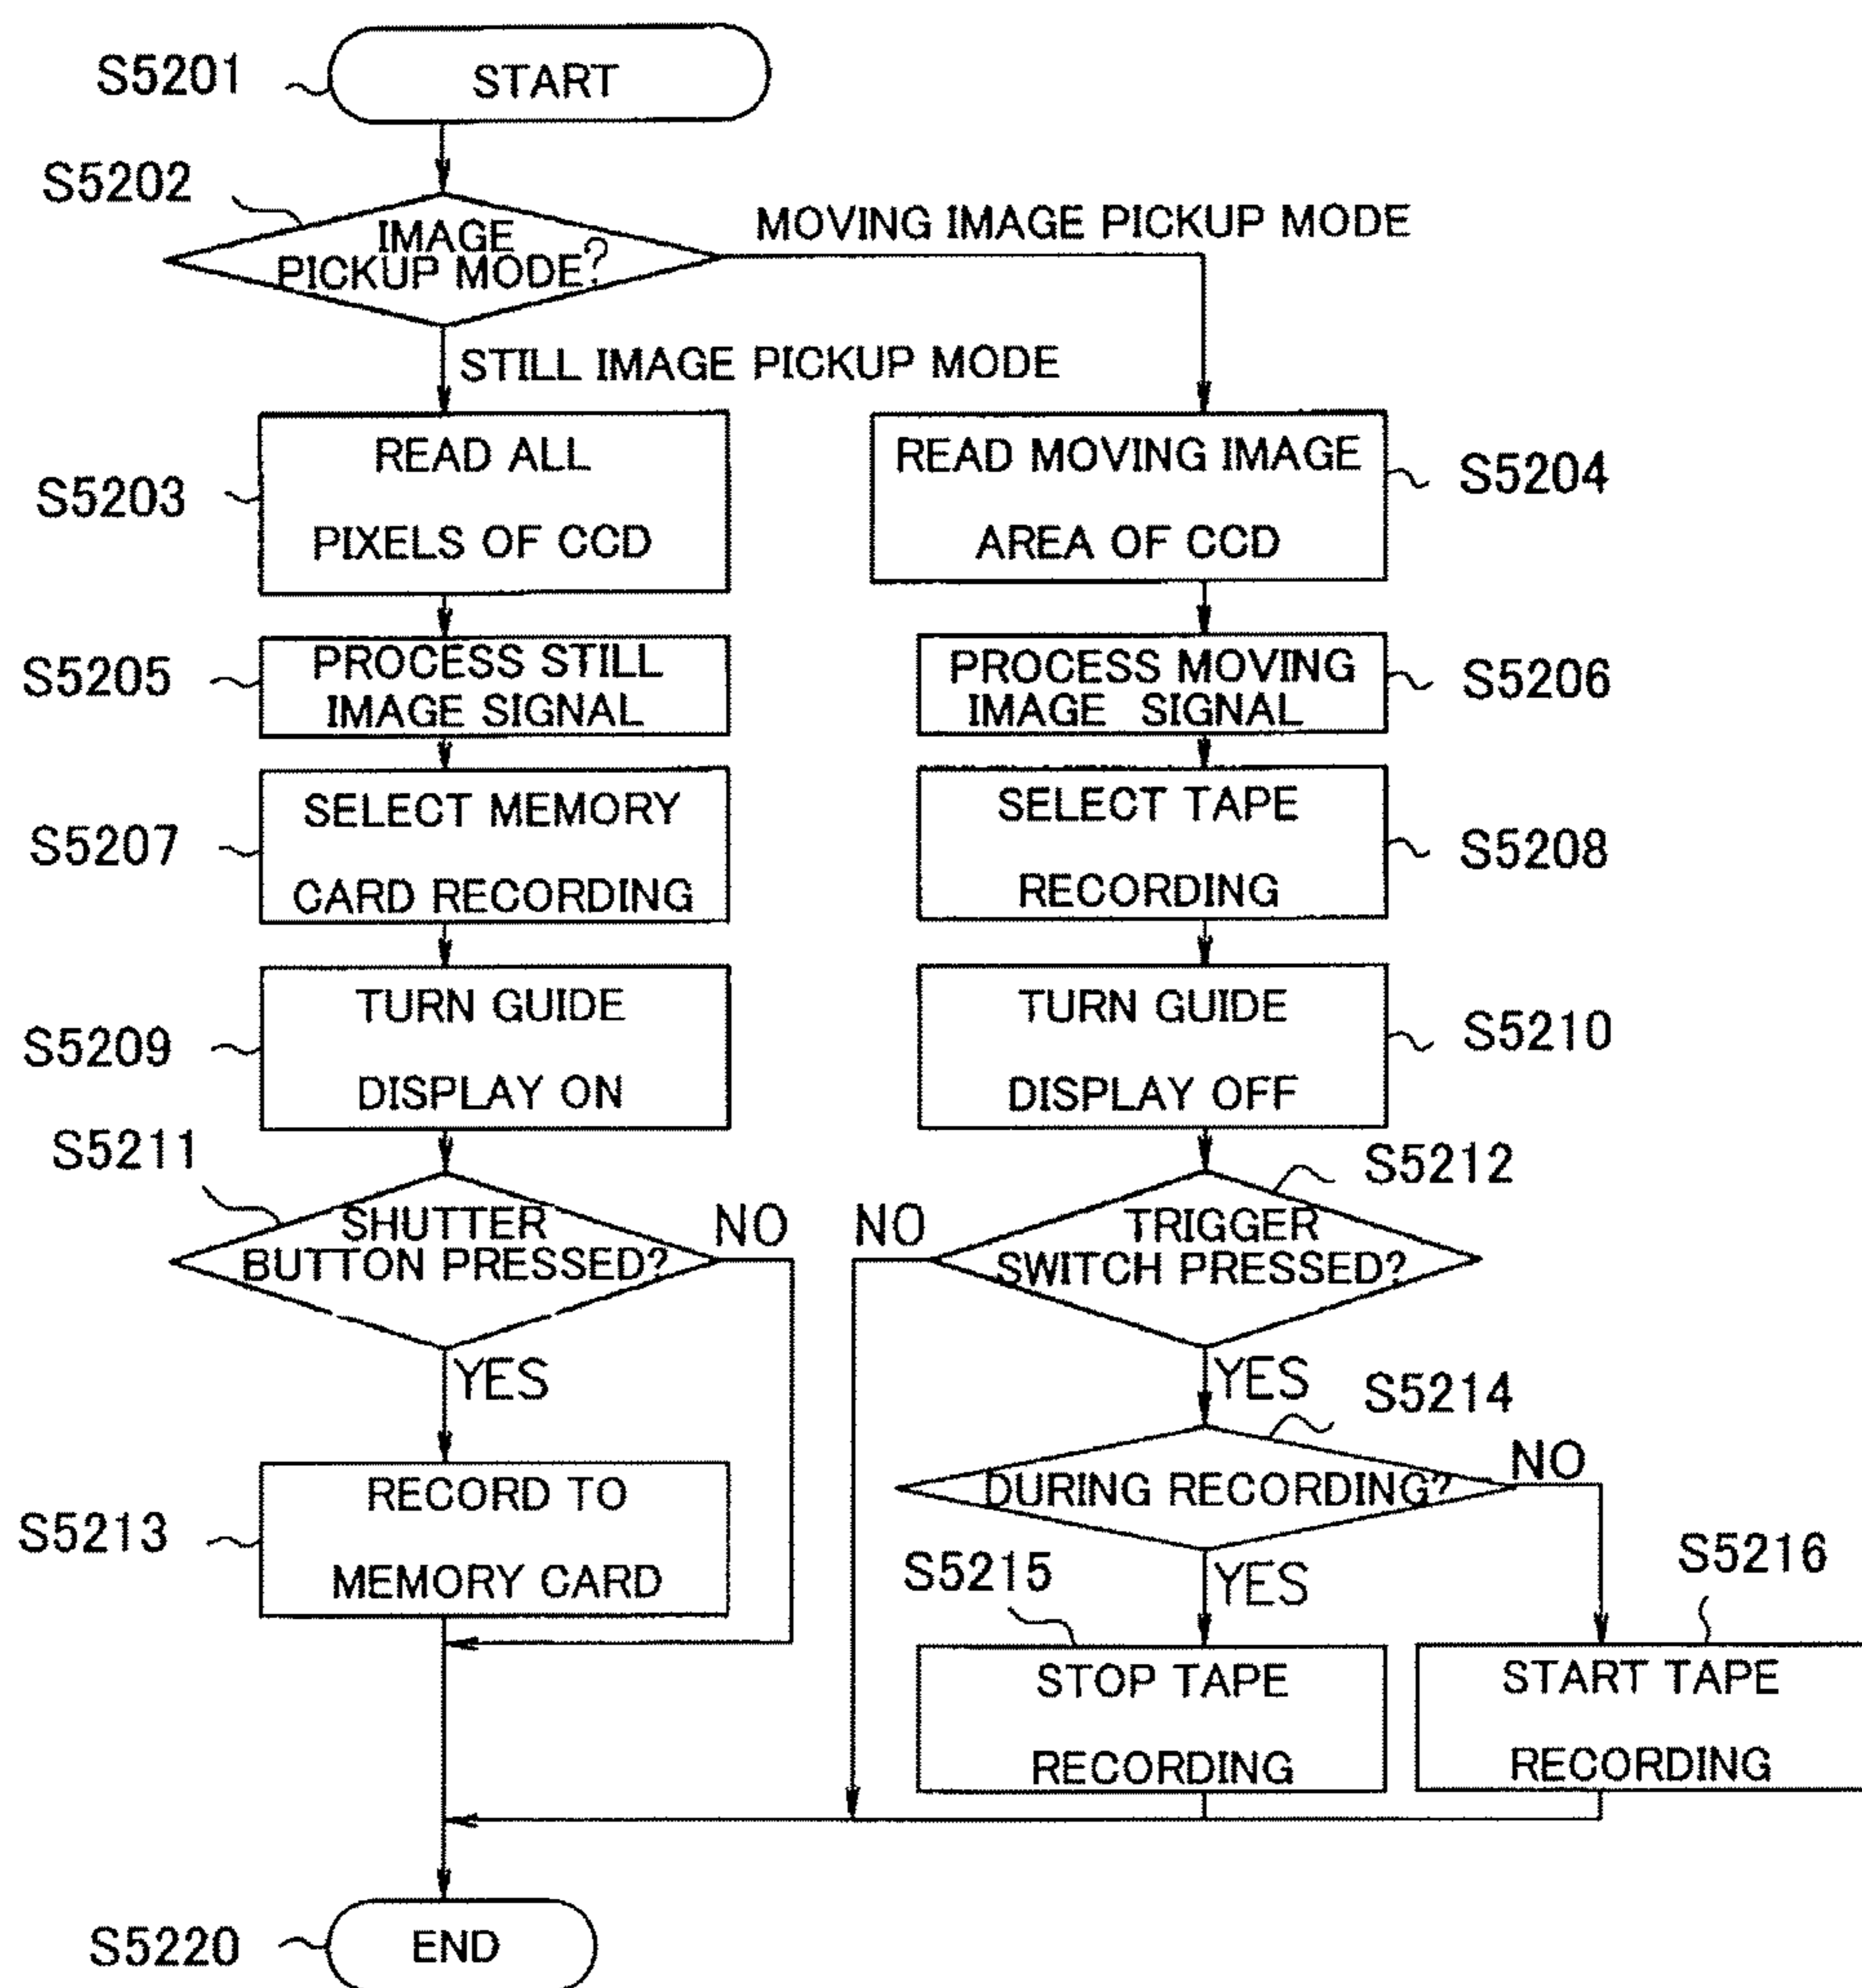 S5201
START
S5202
IMAGE
PICKUP MODE?
MOVING IMAGE PICKUP MODE
STILL IMAGE PICKUP MODE
S5203
READ ALL
PIXELS OF CCD
READ MOVING IMAGE
AREA OF CCD
S5204
S5205
PROCESS STILL
IMAGE SIGNAL
PROCESS MOVING
IMAGE SIGNAL
S5206
S5207
SELECT MEMORY
CARD RECORDING
SELECT TAPE
RECORDING
S5208
S5209
TURN GUIDE
DISPLAY ON
TURN GUIDE
DISPLAY OFF
S5210
S5211
SHUTTER
BUTTON PRESSED?
NO
YES
S5212
NO
TRIGGER
SWITCH PRESSED?
YES
S5213
RECORD TO
MEMORY CARD
S5214
DURING RECORDING?
NO
YES
S5215
STOP TAPE
RECORDING
S5216
START TAPE
RECORDING
S5220
END